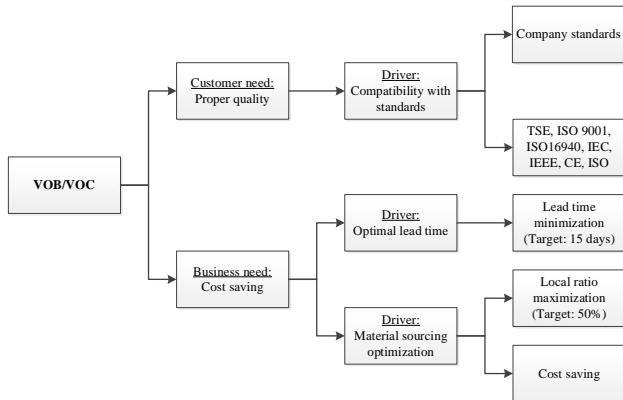 Company standards
Customer need:
Proper quality
Driver:
Compatibility with
standards
TSE, ISO 9001,
ISO16940, IEC,
IEEE, CE, ISO
VOB/VOC
Driver:
Optimal lead time
Lead time
minimization
(Target: 15 days)
Business need:
Cost saving
Driver:
Material sourcing
optimization
Local ratio
maximization
(Target: 50%)
Cost saving